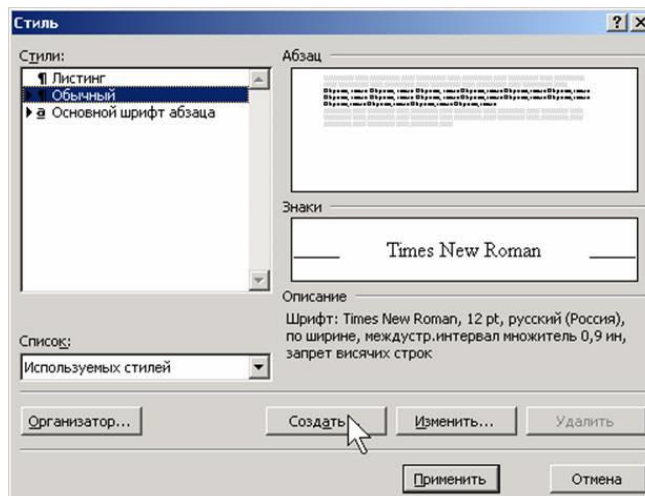 Стиль
Стили:
Листинг
Обычный
a Основной шрифт абзаца
Абзац
Знаки
Times New Roman
Описание
Шрифт: Times New Roman, 12 pt, русский (Россия),
по ширине, междустр.интервал множитель 0,9 ин,
запрет висячих строк
Список:
Используемых стилей
Организатор...
Создать
Изменить...
Удалить
Применить
Отмена